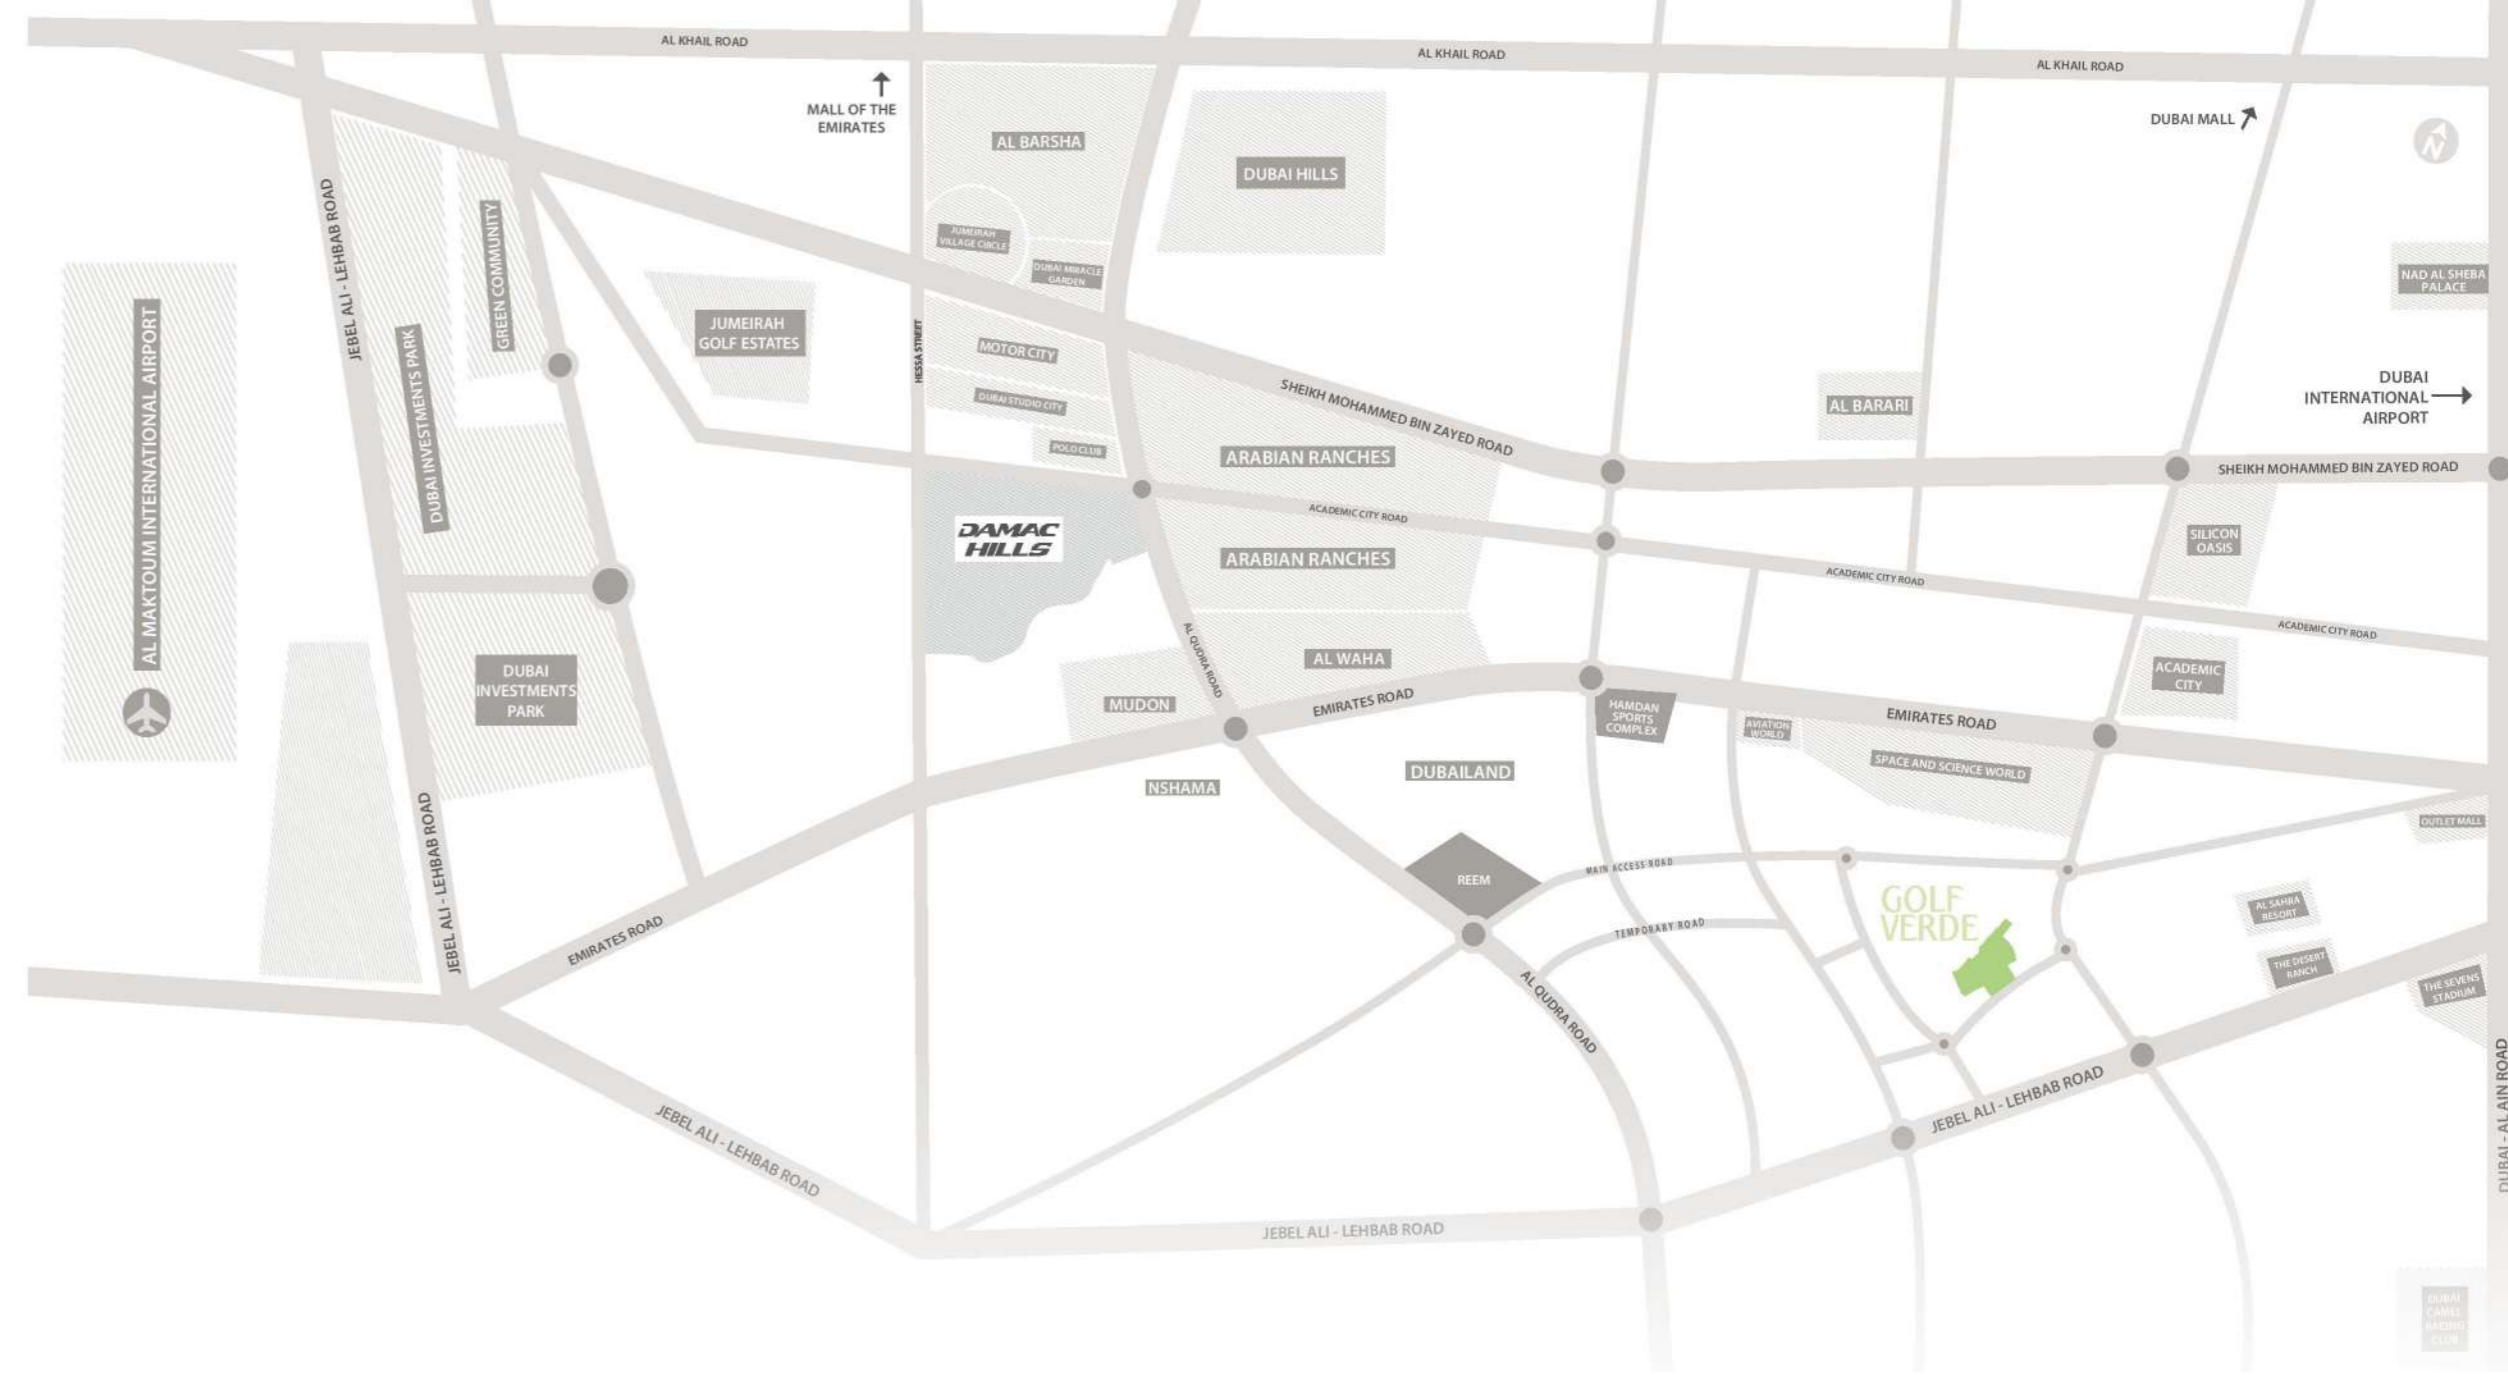 AL KHAIL ROAD
AL KHAIL ROAD
AL KHAIL ROAD
MALL OF THE
EMIRATES
DUBAI MALL
N
AL BARSHA
DUBAI HILLS
JEBEL ALI - LEHBAB ROAD
GREEN COMMUNITY
JUMEIRAH
VILLAGE CIRCLE
DUBAI MIRACLE
GARDEN
NAD AL SHEBA
PALACE
AL MAKTOUM INTERNATIONAL AIRPORT
DUBAI INVESTMENTS PARK
JUMEIRAH
GOLF ESTATES
HESSA STREET
MOTOR CITY
DUBAI STUDIO CITY
POLO CLUB
SHEIKH MOHAMMED BIN ZAYED ROAD
AL BARARI
DUBAI
INTERNATIONAL
AIRPORT
ARABIAN RANCHES
SHEIKH MOHAMMED BIN ZAYED ROAD
ACADEMIC CITY ROAD
DAMAC
HILLS
ARABIAN RANCHES
SILICON
OASIS
ACADEMIC CITY ROAD
ACADEMIC CITY ROAD
AL QUDRA ROAD
AL WAHA
ACADEMIC
CITY
DUBAI
INVESTMENTS
PARK
MUDON
EMIRATES ROAD
HAMDAN
SPORTS
COMPLEX
AVIATION
WORLD
EMIRATES ROAD
SPACE AND SCIENCE WORLD
NSHAMA
DUBAILAND
OUTLET MALL
JEBEL ALI - LEHBAB ROAD
REEM
MAIN ACCESS ROAD
GOLF
VERDE
TEMPORARY ROAD
AL SAHRA
RESORT
EMIRATES ROAD
THE DESERT
RANCH
THE SEVENS
STADIUM
AL QUDRA ROAD
JEBEL ALI - LEHBAB ROAD
JEBEL ALI - LEHBAB ROAD
DUBAI - AL AIN ROAD
JEBEL ALI - LEHBAB ROAD
DUBAI
CAMEL
RACING
CLUB